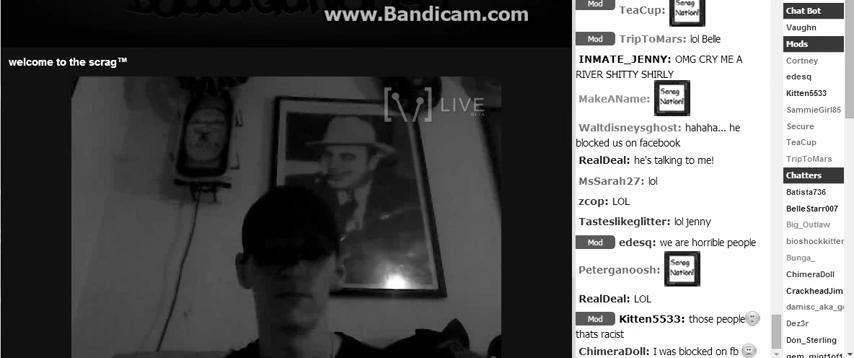 www.Bandicam.com
welcome to the scrag™
LIVE
BETA
Mod TeaCup: Scrag Nation!
Mod TripToMars: lol Belle
INMATE_JENNY: OMG CRY ME A
RIVER SHITTY SHIRLY
MakeAName: Scrag Nation!
Waltdisneysghost: hahaha... he
blocked us on facebook
RealDeal: he's talking to me!
MsSarah27: lol
zcop: LOL
Tasteslikeglitter: lol jenny
Mod edesq: we are horrible people
Peterganoosh: Scrag Nation!
RealDeal: LOL
Mod Kitten5533: those people
thats racist
ChimeraDoll: I was blocked on fb
Chat Bot
Vaughn
Mods
Cortney
edesq
Kitten5533
SammieGirl85
Secure
TeaCup
TripToMars
Chatters
Batista736
BelleStarr007
Big_Outlaw
bioshockkitten
Bunga_
ChimeraDoll
CrackheadJim
damisc_aka_g
Dez3r
Don_Sterling